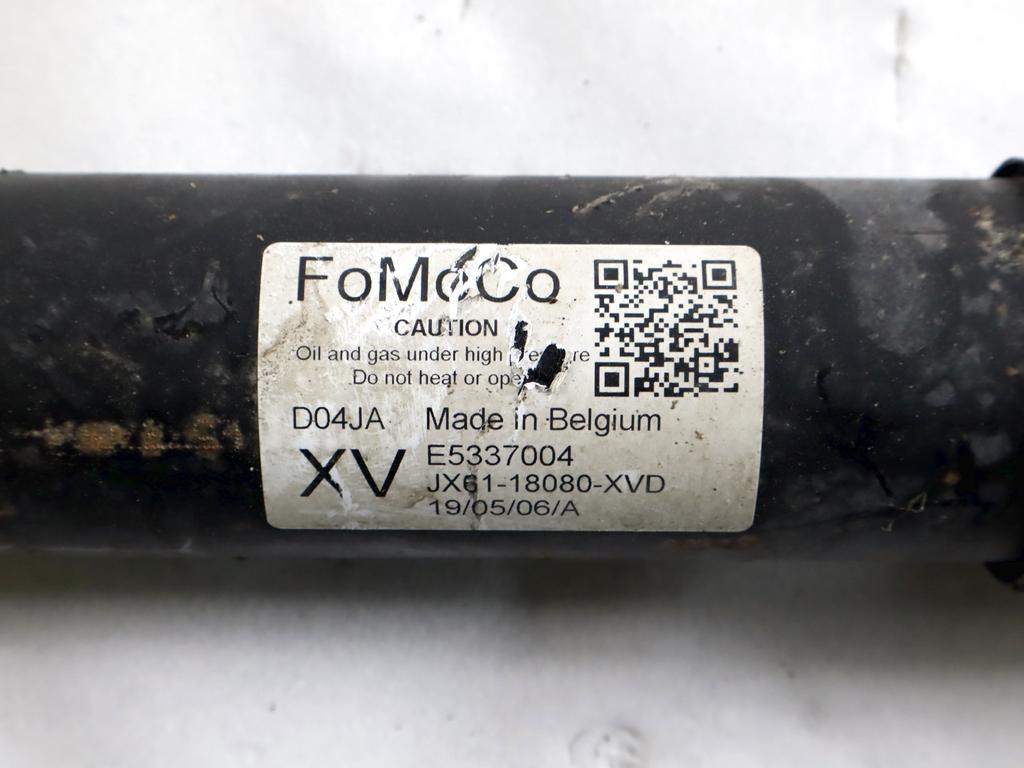 FoMoCo
CAUTION
Oil and gas under high
Do not heat or
D04JA Made in Belgium
XV
E5337004
JX61-18080-XVD
19/05/06/A